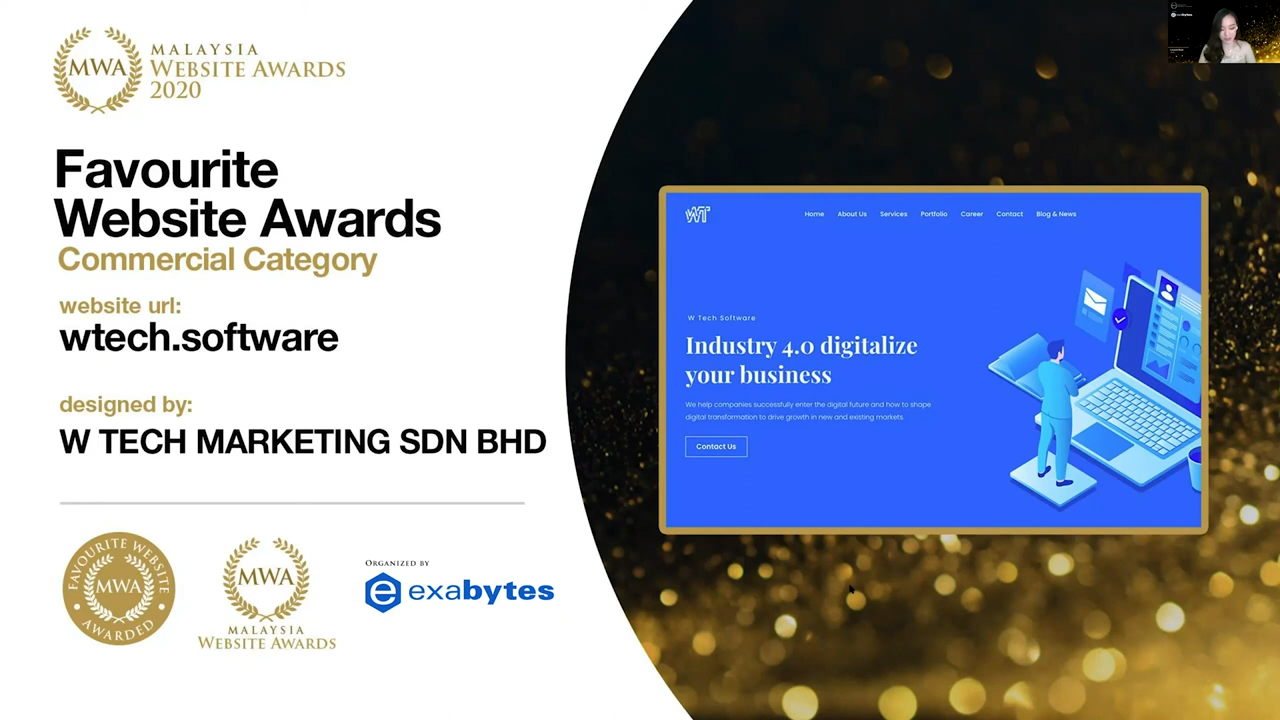 MWA
MALAYSIA
WEBSITE AWARDS
2020
Favourite
Website Awards
Commercial Category
website url:
wtech.software
designed by:
W TECH MARKETING SDN BHD
FAVOURITE WEBSITE
MWA
AWARDED
MWA
MALAYSIA
WEBSITE AWARDS
ORGANIZED BY
e exabytes
WT
Home About Us Services Portfolio Career Contact Blog & News
W Tech Software
Industry 4.0 digitalize
your business
We help companies successfully enter the digital future and how to shape
digital transformation to drive growth in new and existing markets.
Contact Us
exabytes